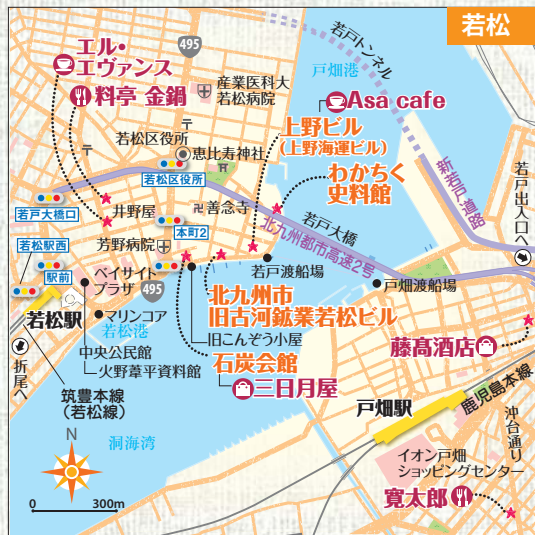 若松
エル・
エヴァンス
495
若戸トンネル
戸畑港
料亭 金鍋
産業医科大
若松病院
Asa cafe
若松区役所
上野ビル
(上野海運ビル)
恵比寿神社
わかちく
史料館
新若戸道路
若戸出入口へ
若松区役所
若戸大橋口
井野屋
善念寺
若戸大橋
北九州都市高速2号
本町2
若松駅西
芳野病院
駅前
ベイサイト
プラザ
495
若戸渡船場
戸畑渡船場
北九州市
旧古河鉱業若松ビル
マリンコア
若松駅
若松港
旧ごんぞう小屋
中央公民館
火野葦平資料館
石炭会館
藤髙酒店
三日月屋
折尾へ
筑豊本線
(若松線)
戸畑駅
鹿児島本線
沖台通り
N
洞海湾
イオン戸畑
ショッピングセンター
寛太郎
0
300m